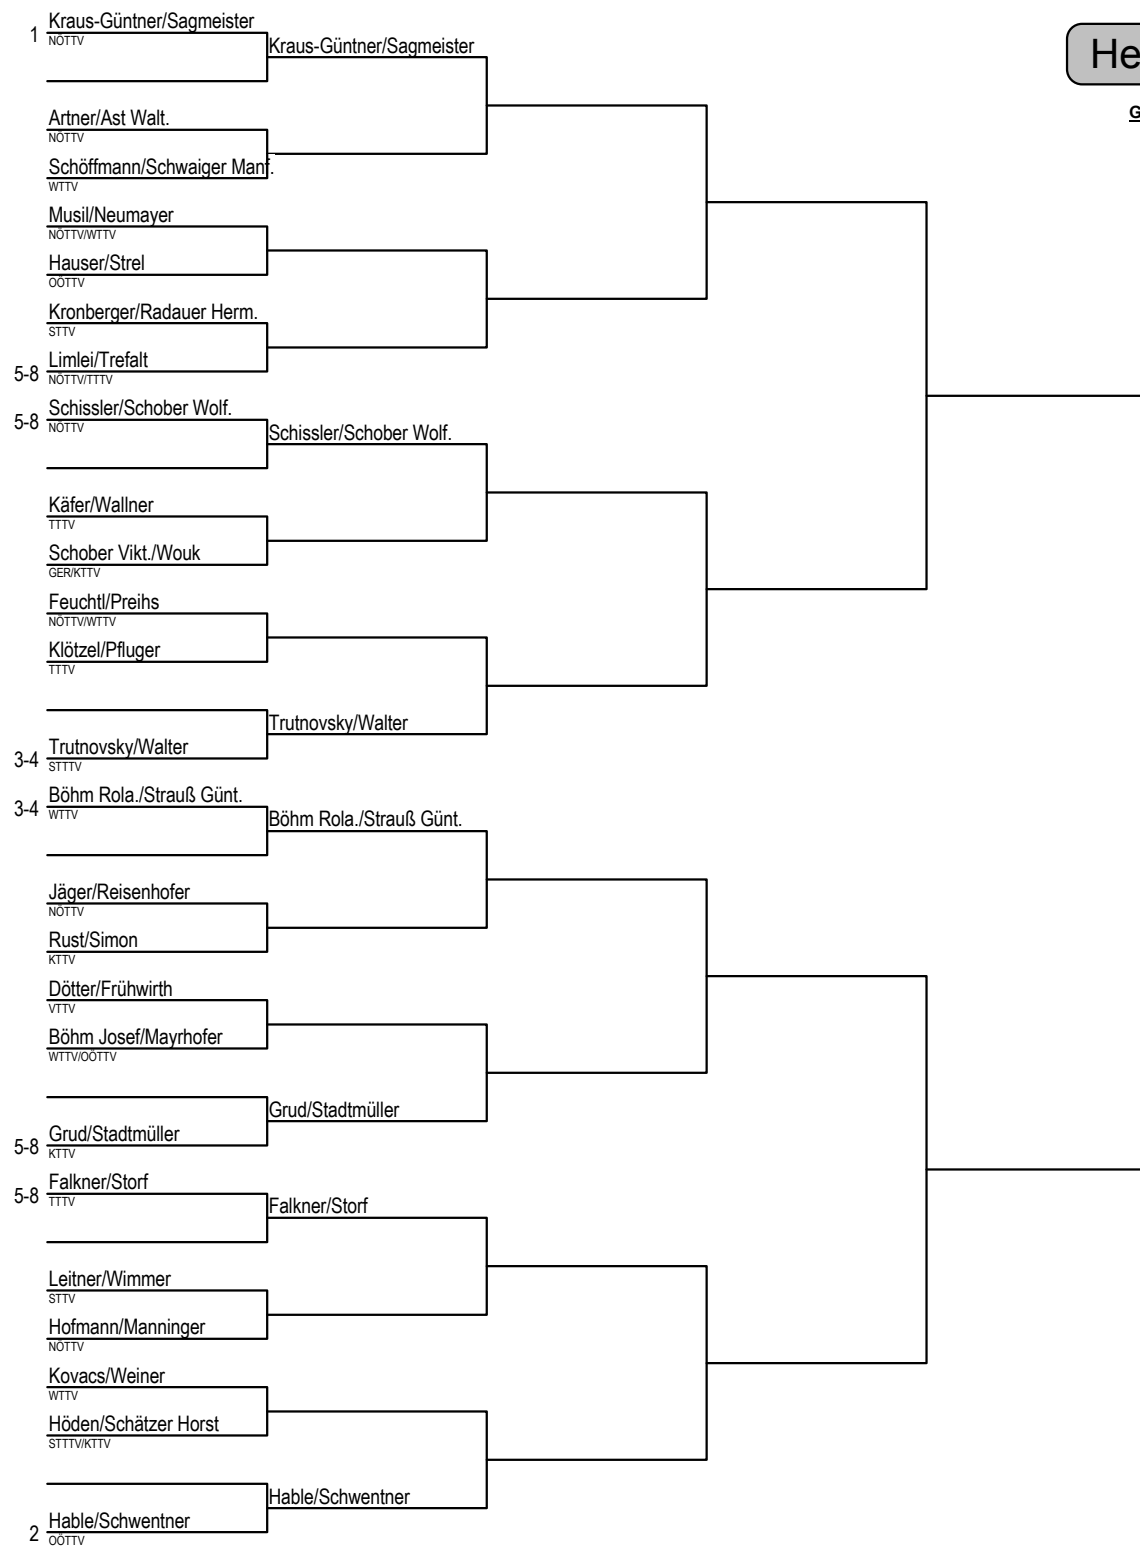 Kraus-Güntner/Sagmeister
1
NÖTTV
Kraus-Güntner/Sagmeister
He
G
Artner/Ast Walt.
NÖTTV
Schöffmann/Schwaiger Manf.
WTTV
Musil/Neumayer
NÖTTV/WTTV
Hauser/Strel
OÖTTV
Kronberger/Radauer Herm.
STTV
Limlei/Trefalt
5-8
NÖTTV/TTTV
Schissler/Schober Wolf.
5-8
NÖTTV
Schissler/Schober Wolf.
Käfer/Wallner
TTTV
Schober Vikt./Wouk
GER/KTTV
Feuchtl/Preihs
NÖTTV/WTTV
Klötzel/Pfluger
TTTV
Trutnovsky/Walter
Trutnovsky/Walter
3-4
STTTV
Böhm Rola./Strauß Günt.
3-4
WTTV
Böhm Rola./Strauß Günt.
Jäger/Reisenhofer
NÖTTV
Rust/Simon
KTTV
Dötter/Frühwirth
VTTV
Böhm Josef/Mayrhofer
WTTV/OÖTTV
Grud/Stadtmüller
Grud/Stadtmüller
5-8
KTTV
Falkner/Storf
5-8
TTTV
Falkner/Storf
Leitner/Wimmer
STTV
Hofmann/Manninger
NÖTTV
Kovacs/Weiner
WTTV
Höden/Schätzer Horst
STTTV/KTTV
Hable/Schwentner
Hable/Schwentner
2
OÖTTV